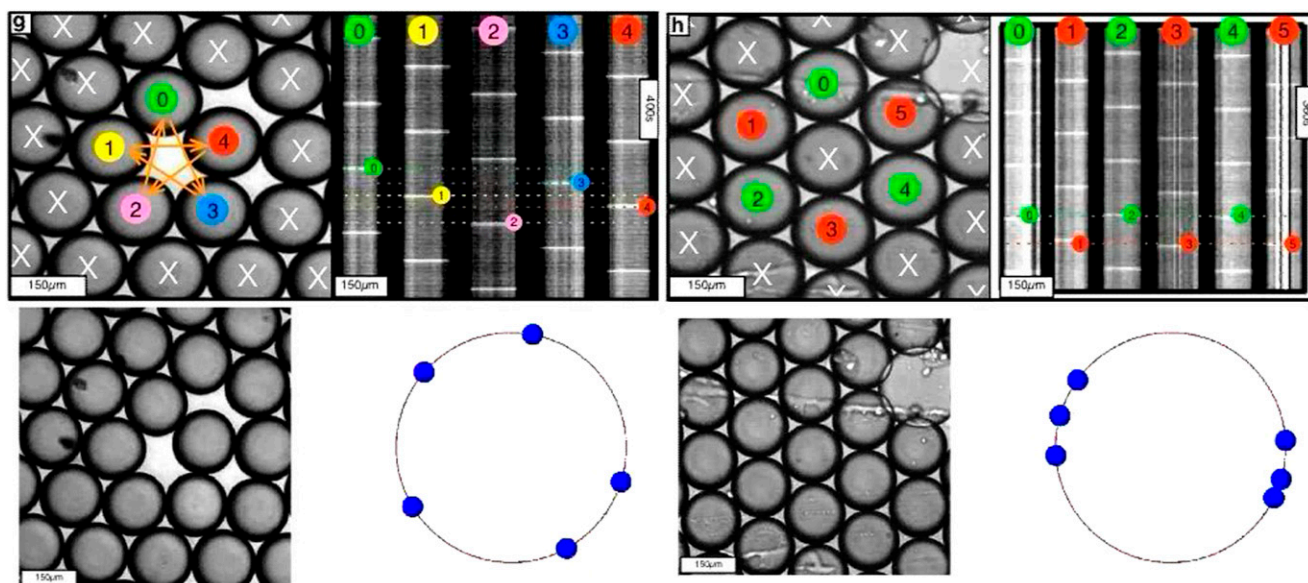 g
X
X X
X X
X
0
X 1 4 X
X 2 3
X
X X X X
150µm
0 1 2 3 4
400s
0
3
1
4
2
150µm
h
X X
X
0
X
1 5
X X
X 2 4
3
X X
X X
X
150µm
0 1 2 3 4 5
0 2 4
1 3 5
150µm
150µm
150µm